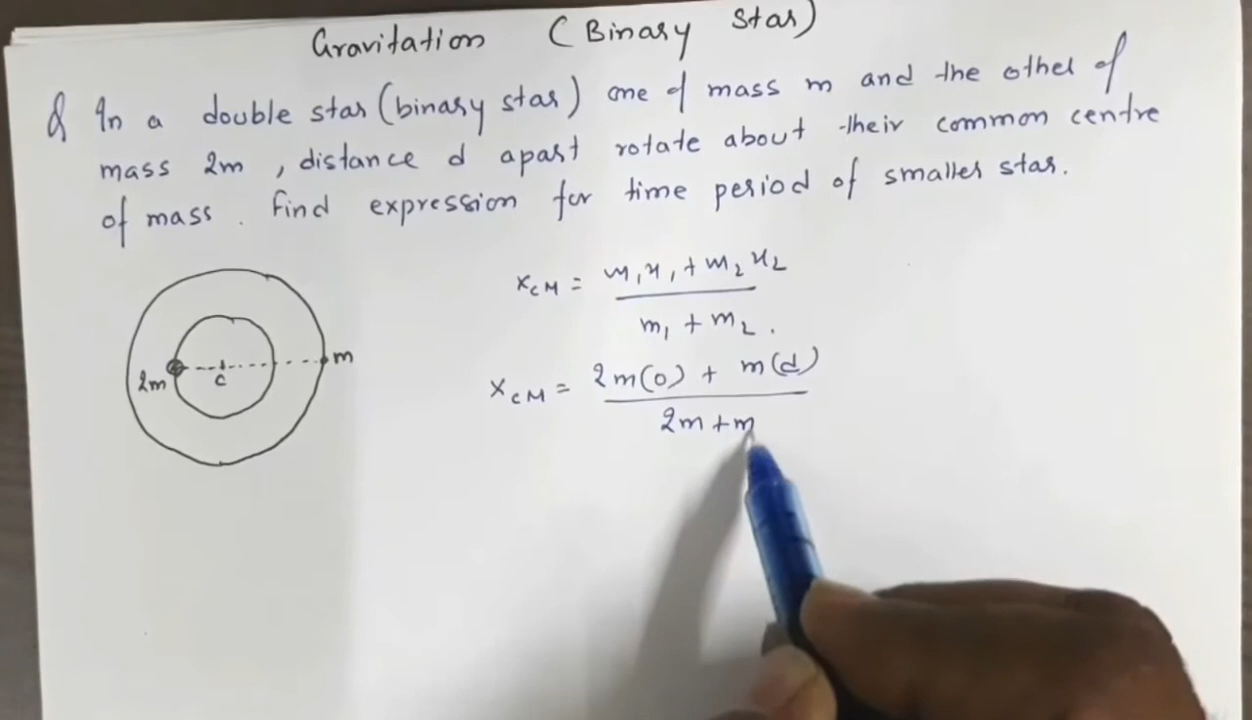 Gravitation (Binary Star)
Q In a double star (binary star) one of mass m and the other of
mass 2m , distance d apart rotate about their common centre
of mass . Find expression for time period of smaller star.
x_CM = m₁x₁ + m₂x₂
m₁ + m₂ .
x_CM = 2m(0) + m(d)
2m + m
2m
c
m